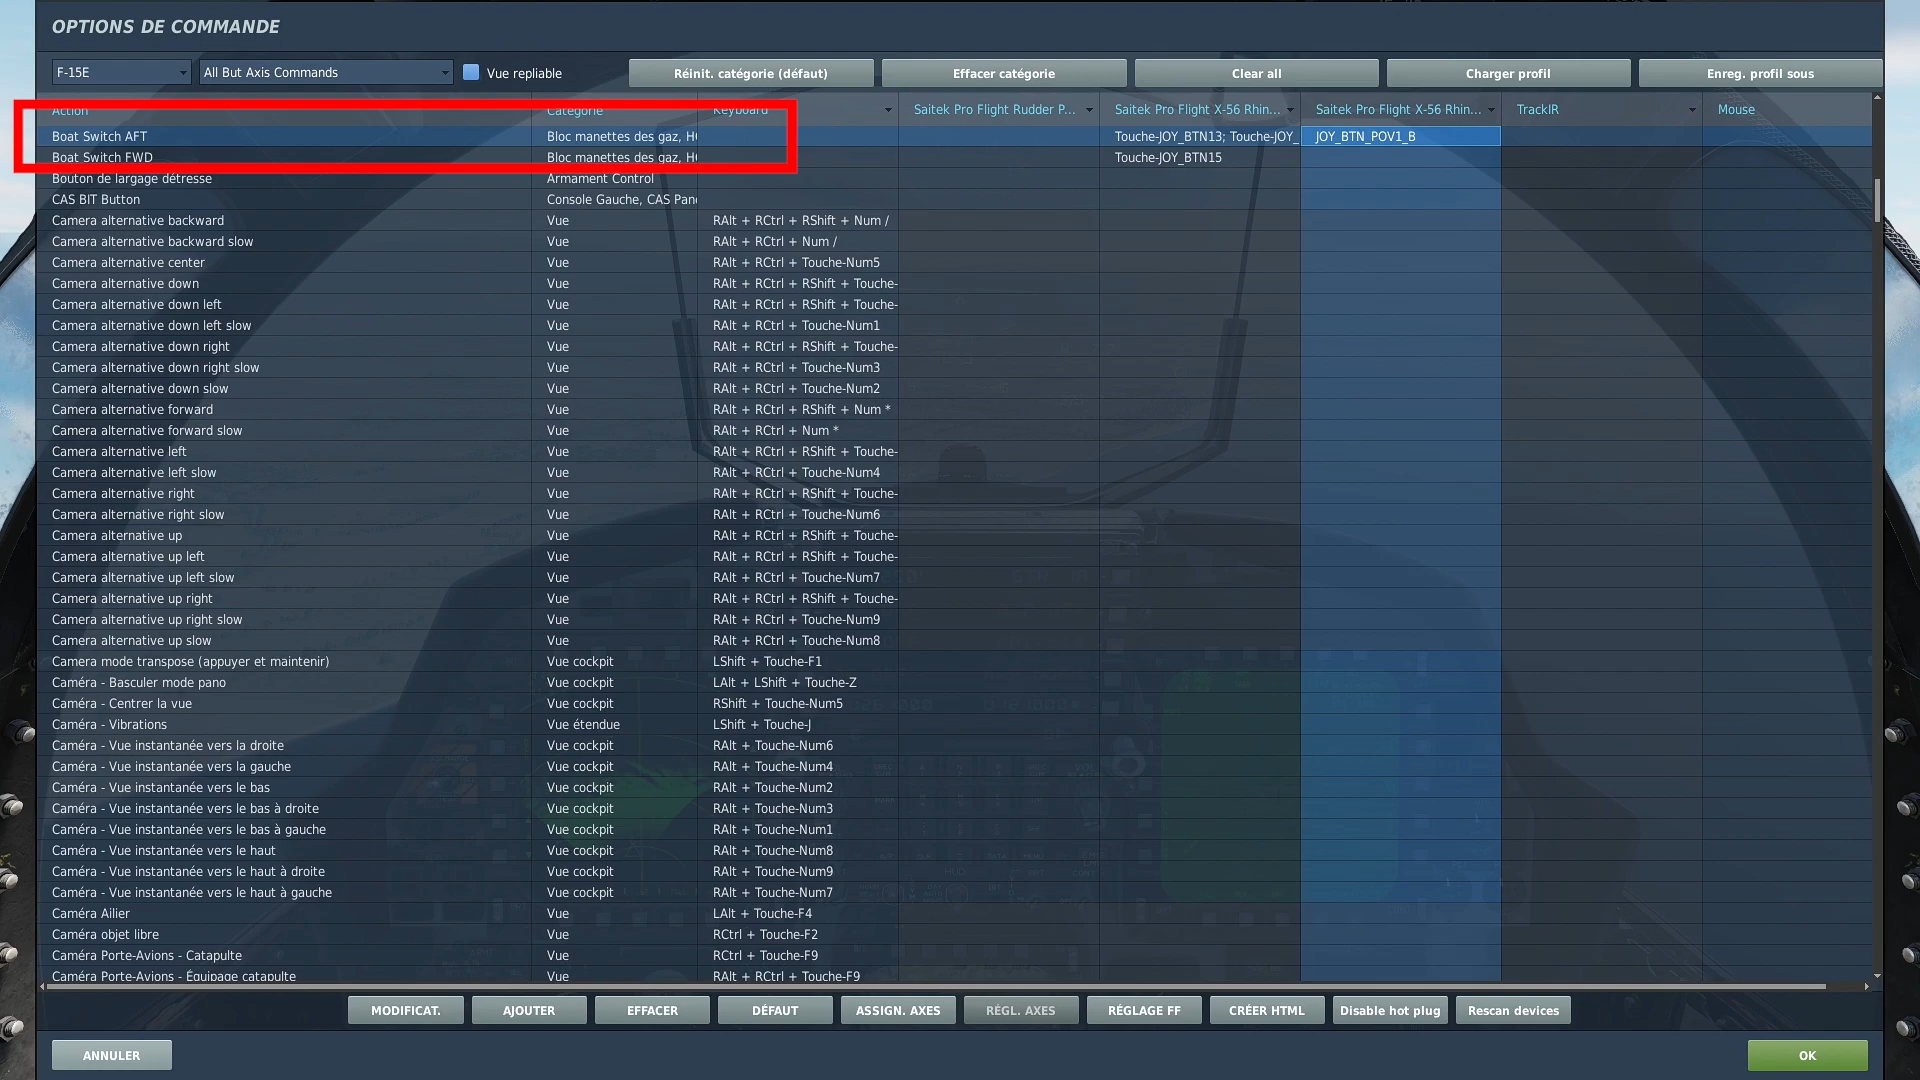 OPTIONS DE COMMANDE
F-15E All But Axis Commands Vue repliable Réinit. catégorie (défaut) Effacer catégorie Clear all Charger profil Enreg. profil sous
Action Catégorie Keyboard Saitek Pro Flight Rudder P... Saitek Pro Flight X-56 Rhin... Saitek Pro Flight X-56 Rhin... TrackIR Mouse
Boat Switch AFT Bloc manettes des gaz, HO Touche-JOY_BTN13; Touche-JOY_ JOY_BTN_POV1_B
Boat Switch FWD Bloc manettes des gaz, HO Touche-JOY_BTN15
Bouton de largage détresse Armament Control
CAS BIT Button Console Gauche, CAS Pane
Camera alternative backward Vue RAlt + RCtrl + RShift + Num /
Camera alternative backward slow Vue RAlt + RCtrl + Num /
Camera alternative center Vue RAlt + RCtrl + Touche-Num5
Camera alternative down Vue RAlt + RCtrl + RShift + Touche-
Camera alternative down left Vue RAlt + RCtrl + RShift + Touche-
Camera alternative down left slow Vue RAlt + RCtrl + Touche-Num1
Camera alternative down right Vue RAlt + RCtrl + RShift + Touche-
Camera alternative down right slow Vue RAlt + RCtrl + Touche-Num3
Camera alternative down slow Vue RAlt + RCtrl + Touche-Num2
Camera alternative forward Vue RAlt + RCtrl + RShift + Num *
Camera alternative forward slow Vue RAlt + RCtrl + Num *
Camera alternative left Vue RAlt + RCtrl + RShift + Touche-
Camera alternative left slow Vue RAlt + RCtrl + Touche-Num4
Camera alternative right Vue RAlt + RCtrl + RShift + Touche-
Camera alternative right slow Vue RAlt + RCtrl + Touche-Num6
Camera alternative up Vue RAlt + RCtrl + RShift + Touche-
Camera alternative up left Vue RAlt + RCtrl + RShift + Touche-
Camera alternative up left slow Vue RAlt + RCtrl + Touche-Num7
Camera alternative up right Vue RAlt + RCtrl + RShift + Touche-
Camera alternative up right slow Vue RAlt + RCtrl + Touche-Num9
Camera alternative up slow Vue RAlt + RCtrl + Touche-Num8
Camera mode transpose (appuyer et maintenir) Vue cockpit LShift + Touche-F1
Caméra - Basculer mode pano Vue cockpit LAlt + LShift + Touche-Z
Caméra - Centrer la vue Vue cockpit RShift + Touche-Num5
Caméra - Vibrations Vue étendue LShift + Touche-J
Caméra - Vue instantanée vers la droite Vue cockpit RAlt + Touche-Num6
Caméra - Vue instantanée vers la gauche Vue cockpit RAlt + Touche-Num4
Caméra - Vue instantanée vers le bas Vue cockpit RAlt + Touche-Num2
Caméra - Vue instantanée vers le bas à droite Vue cockpit RAlt + Touche-Num3
Caméra - Vue instantanée vers le bas à gauche Vue cockpit RAlt + Touche-Num1
Caméra - Vue instantanée vers le haut Vue cockpit RAlt + Touche-Num8
Caméra - Vue instantanée vers le haut à droite Vue cockpit RAlt + Touche-Num9
Caméra - Vue instantanée vers le haut à gauche Vue cockpit RAlt + Touche-Num7
Caméra Ailier Vue LAlt + Touche-F4
Caméra objet libre Vue RCtrl + Touche-F2
Caméra Porte-Avions - Catapulte Vue RCtrl + Touche-F9
Caméra Porte-Avions - Équipage catapulte Vue RAlt + RCtrl + Touche-F9
MODIFICAT. AJOUTER EFFACER DÉFAUT ASSIGN. AXES RÉGL. AXES RÉGLAGE FF CRÉER HTML Disable hot plug Rescan devices
ANNULER OK